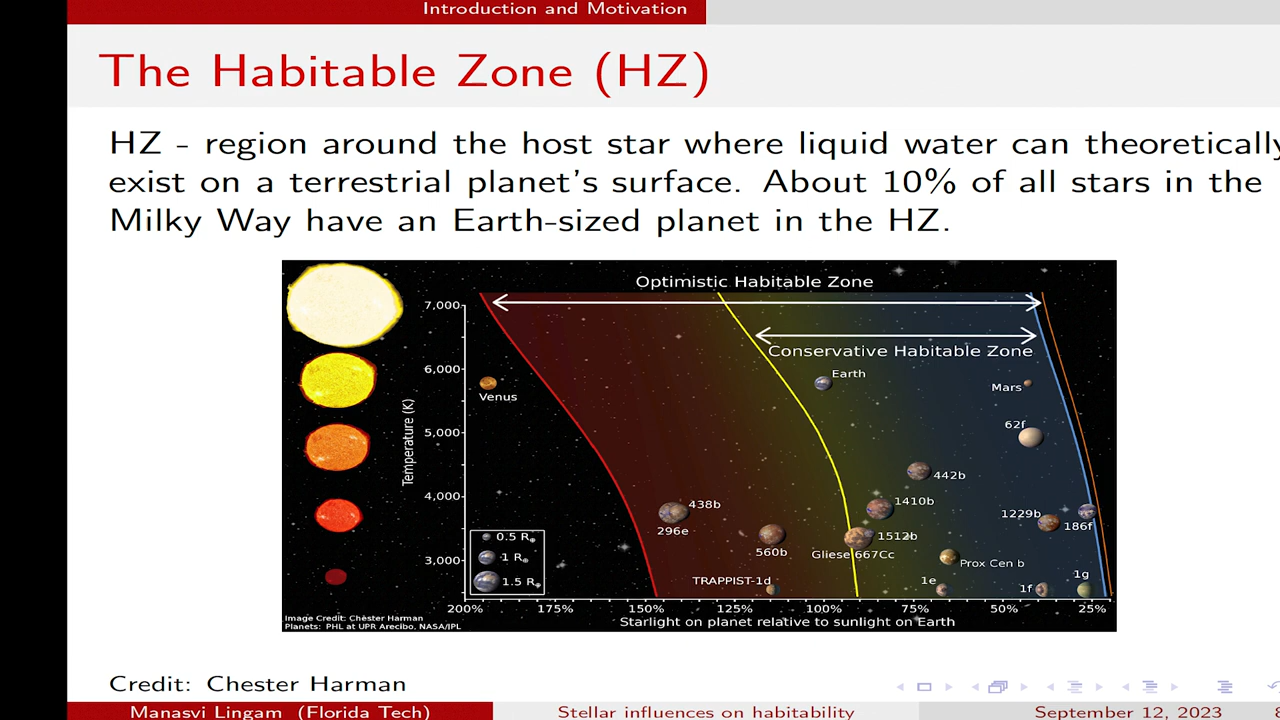 Introduction and Motivation
The Habitable Zone (HZ)
HZ - region around the host star where liquid water can theoretically
exist on a terrestrial planet's surface. About 10% of all stars in the
Milky Way have an Earth-sized planet in the HZ.
Optimistic Habitable Zone
Conservative Habitable Zone
7,000
6,000
5,000
4,000
3,000
Temperature (K)
Venus
Earth
Mars
62f
442b
438b
296e
1410b
1229b
186f
1512b
560b
Gliese 667Cc
Prox Cen b
TRAPPIST-1d
1e
1f
1g
0.5 R⊕
1 R⊕
1.5 R⊕
200% 175% 150% 125% 100% 75% 50% 25%
Starlight on planet relative to sunlight on Earth
Image Credit: Chester Harman
Planets: PHL at UPR Arecibo, NASA/JPL
Credit: Chester Harman
Manasvi Lingam (Florida Tech)
Stellar influences on habitability
September 12, 2023